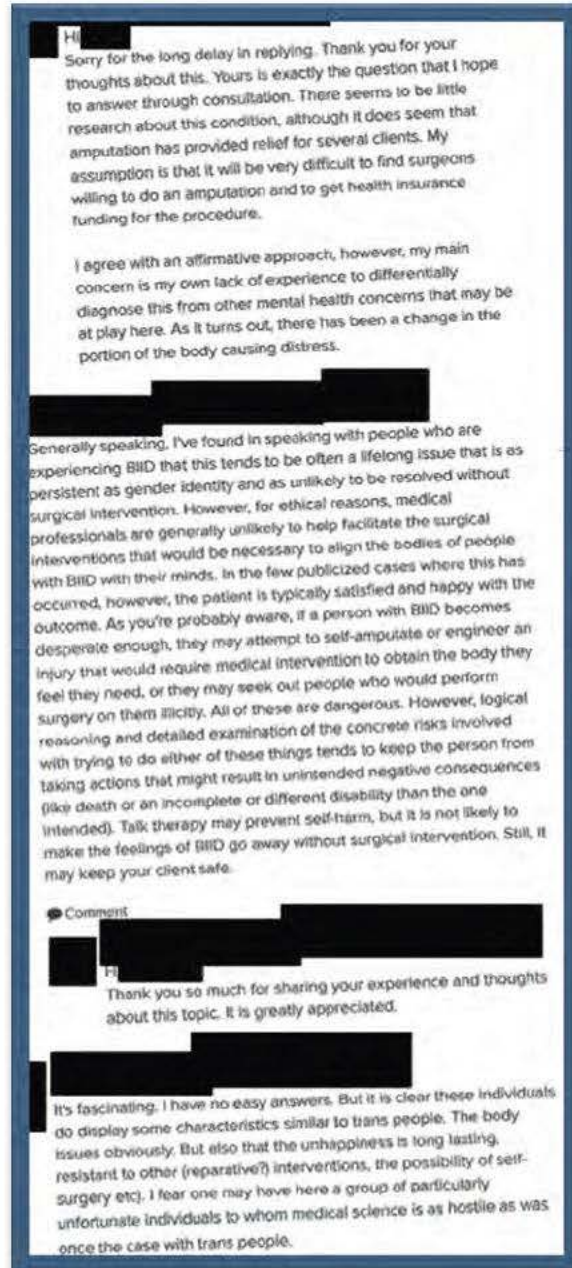 Hi
Sorry for the long delay in replying. Thank you for your
thoughts about this. Yours is exactly the question that I hope
to answer through consultation. There seems to be little
research about this condition, although it does seem that
amputation has provided relief for several clients. My
assumption is that it will be very difficult to find surgeons
willing to do an amputation and to get health insurance
funding for the procedure.
I agree with an affirmative approach, however, my main
concern is my own lack of experience to differentially
diagnose this from other mental health concerns that may be
at play here. As it turns out, there has been a change in the
portion of the body causing distress.
Generally speaking, I've found in speaking with people who are
experiencing BIID that this tends to be often a lifelong issue that is as
persistent as gender identity and as unlikely to be resolved without
surgical intervention. However, for ethical reasons, medical
professionals are generally unlikely to help facilitate the surgical
interventions that would be necessary to align the bodies of people
with BIID with their minds. In the few publicized cases where this has
occurred, however, the patient is typically satisfied and happy with the
outcome. As you're probably aware, if a person with BIID becomes
desperate enough, they may attempt to self-amputate or engineer an
injury that would require medical intervention to obtain the body they
feel they need, or they may seek out people who would perform
surgery on them illicitly. All of these are dangerous. However, logical
reasoning and detailed examination of the concrete risks involved
with trying to do either of these things tends to keep the person from
taking actions that might result in unintended negative consequences
(like death or an incomplete or different disability than the one
intended). Talk therapy may prevent self-harm, but it is not likely to
make the feelings of BIID go away without surgical intervention. Still, it
may keep your client safe.
Comment
Hi
Thank you so much for sharing your experience and thoughts
about this topic. It is greatly appreciated.
It's fascinating. I have no easy answers. But it is clear these individuals
do display some characteristics similar to trans people. The body
issues obviously. But also that the unhappiness is long lasting,
resistant to other (reparative?) interventions, the possibility of self-
surgery etc). I fear one may have here a group of particularly
unfortunate individuals to whom medical science is as hostile as was
once the case with trans people.